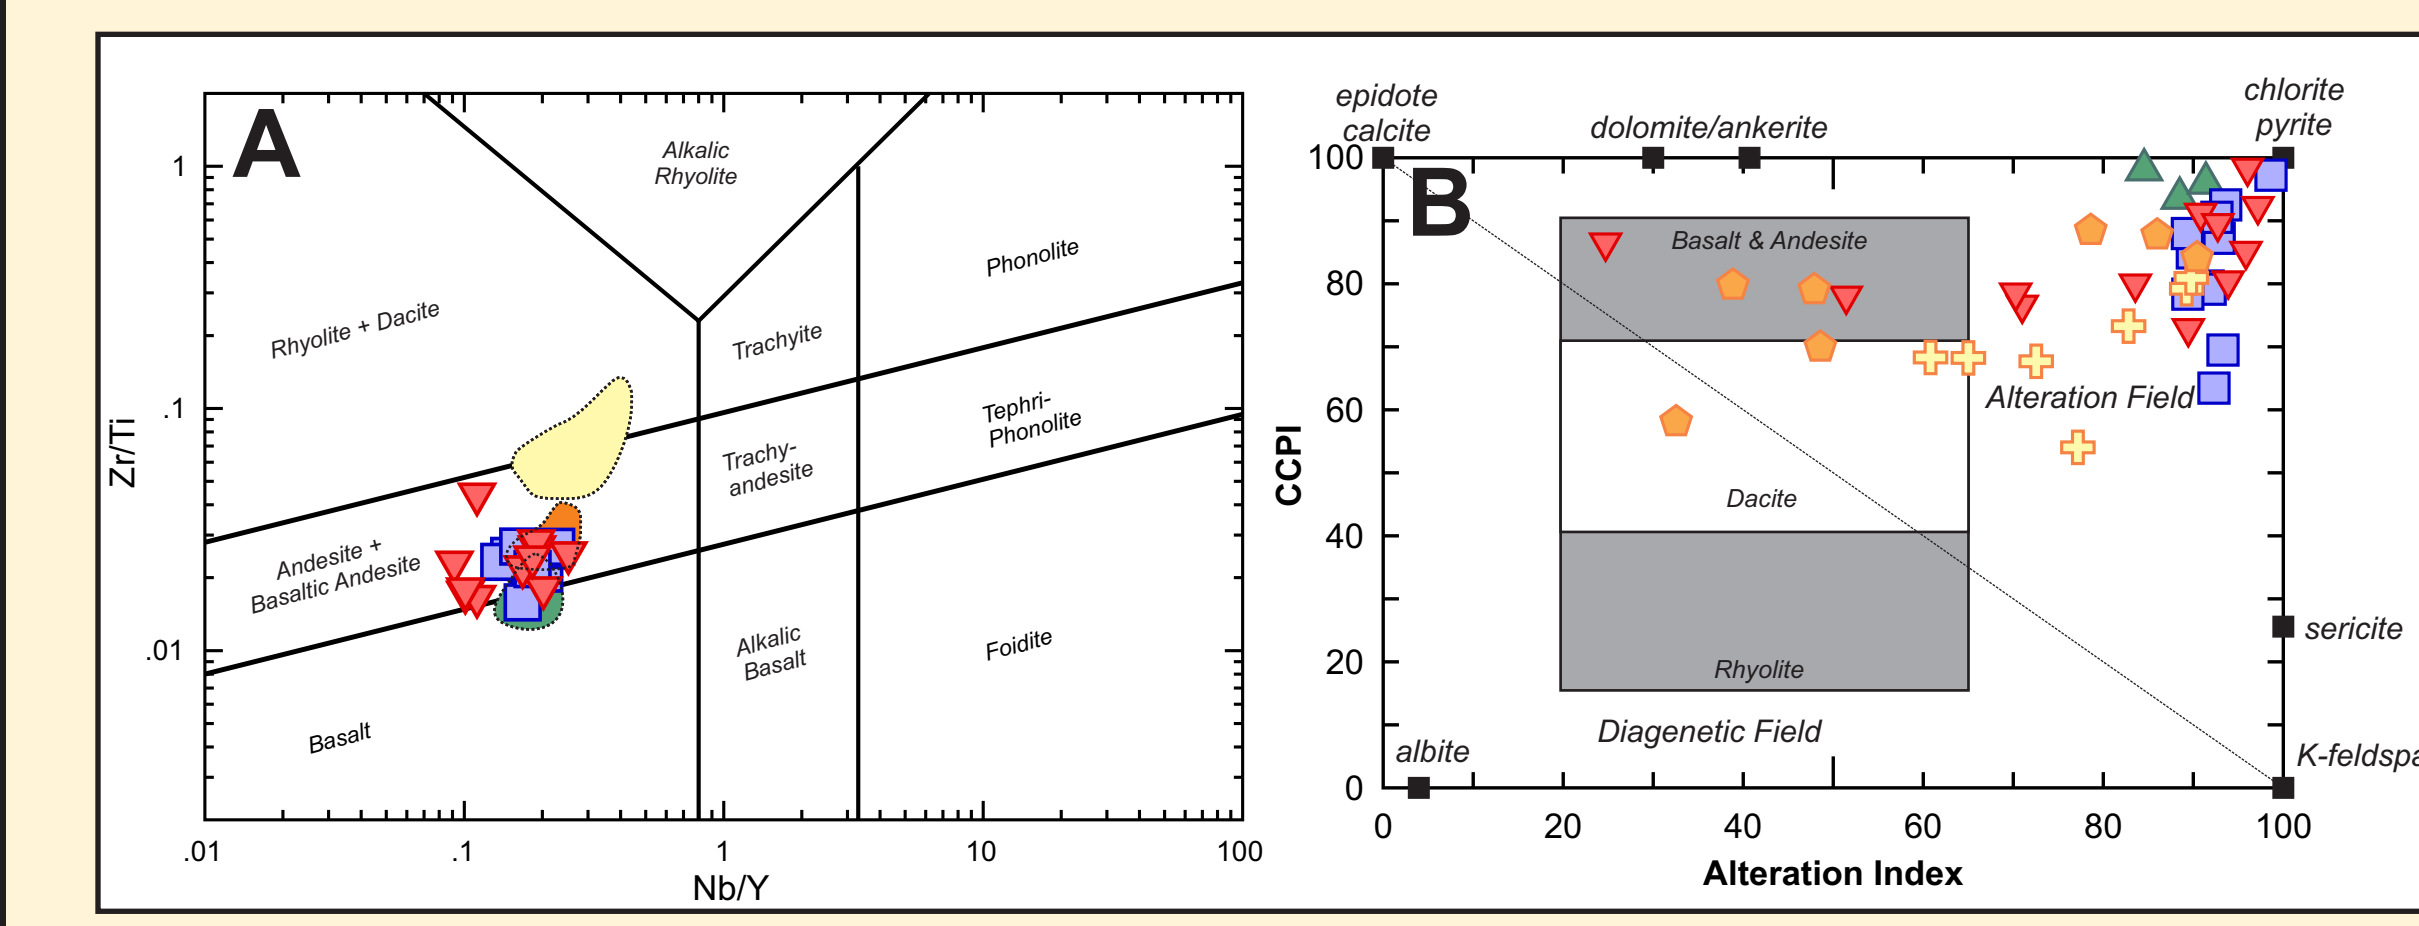 A
Alkalic
Rhyolite
Phonolite
Rhyolite + Dacite
Trachyite
Tephri-
Phonolite
Trachy-
andesite
Andesite +
Basaltic Andesite
Alkalic
Basalt
Foidite
Basalt
Zr/Ti
1
.1
.01
.01
.1
1
10
100
Nb/Y
B
epidote
calcite
dolomite/ankerite
chlorite
pyrite
Basalt & Andesite
Alteration Field
Dacite
Rhyolite
Diagenetic Field
albite
sericite
K-feldspa
CCPI
100
80
60
40
20
0
0
20
40
60
80
100
Alteration Index